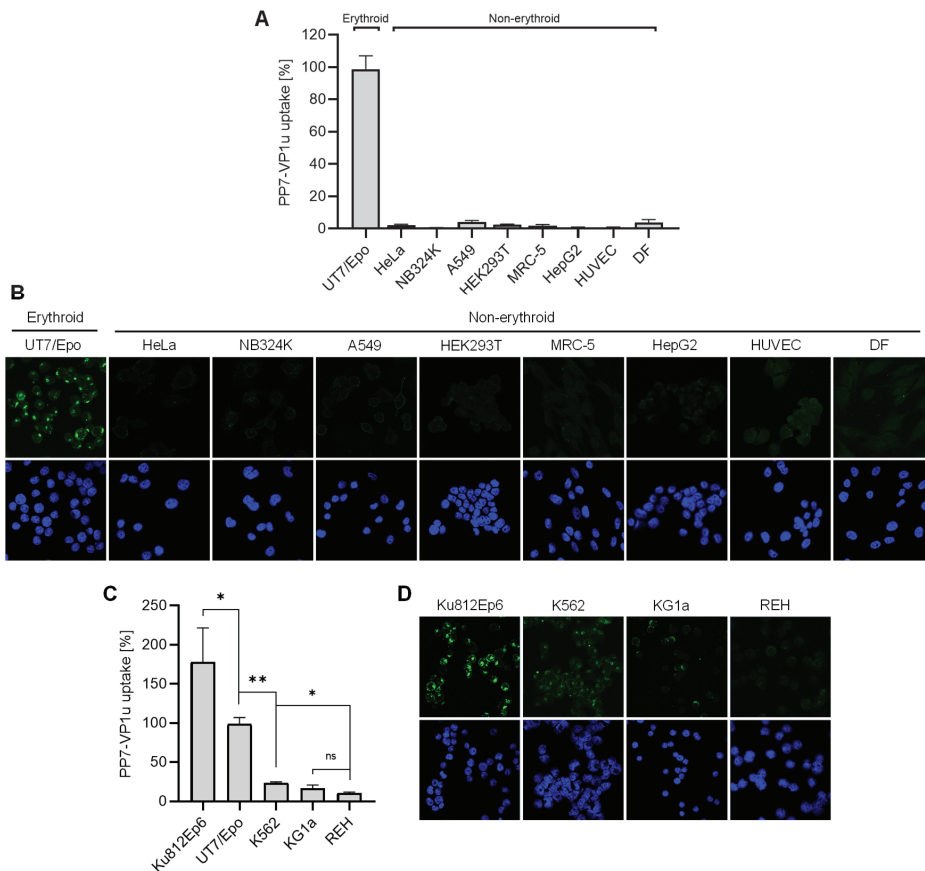 A
Erythroid Non-erythroid
PP7-VP1u uptake [%]
120
100
80
60
40
20
0
UT7/Epo HeLa NB324K A549 HEK293T MRC-5 HepG2 HUVEC DF
B
Erythroid Non-erythroid
UT7/Epo HeLa NB324K A549 HEK293T MRC-5 HepG2 HUVEC DF
C
PP7-VP1u uptake [%]
250
200
150
100
50
0
*
**
*
ns
Ku812Ep6 UT7/Epo K562 KG1a REH
D
Ku812Ep6 K562 KG1a REH